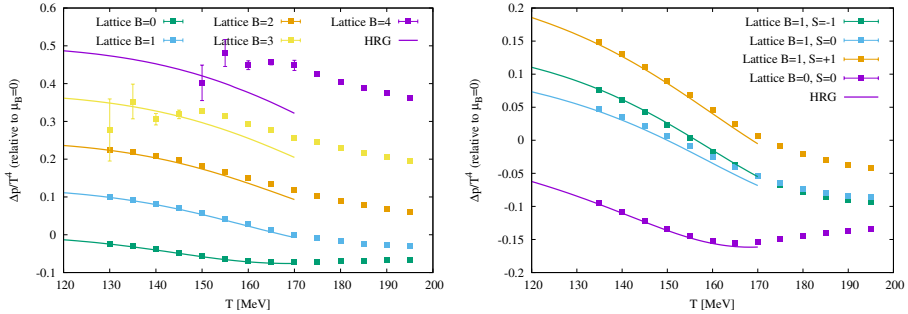 Lattice B=0
Lattice B=1
Lattice B=2
Lattice B=3
Lattice B=4
HRG
Δp/T⁴ (relative to μ_B=0)
0.6
0.5
0.4
0.3
0.2
0.1
0
-0.1
120 130 140 150 160 170 180 190 200
T [MeV]
Lattice B=1, S=-1
Lattice B=1, S=0
Lattice B=1, S=+1
Lattice B=0, S=0
HRG
Δp/T⁴ (relative to μ_B=0)
0.2
0.15
0.1
0.05
0
-0.05
-0.1
-0.15
-0.2
120 130 140 150 160 170 180 190 200
T [MeV]